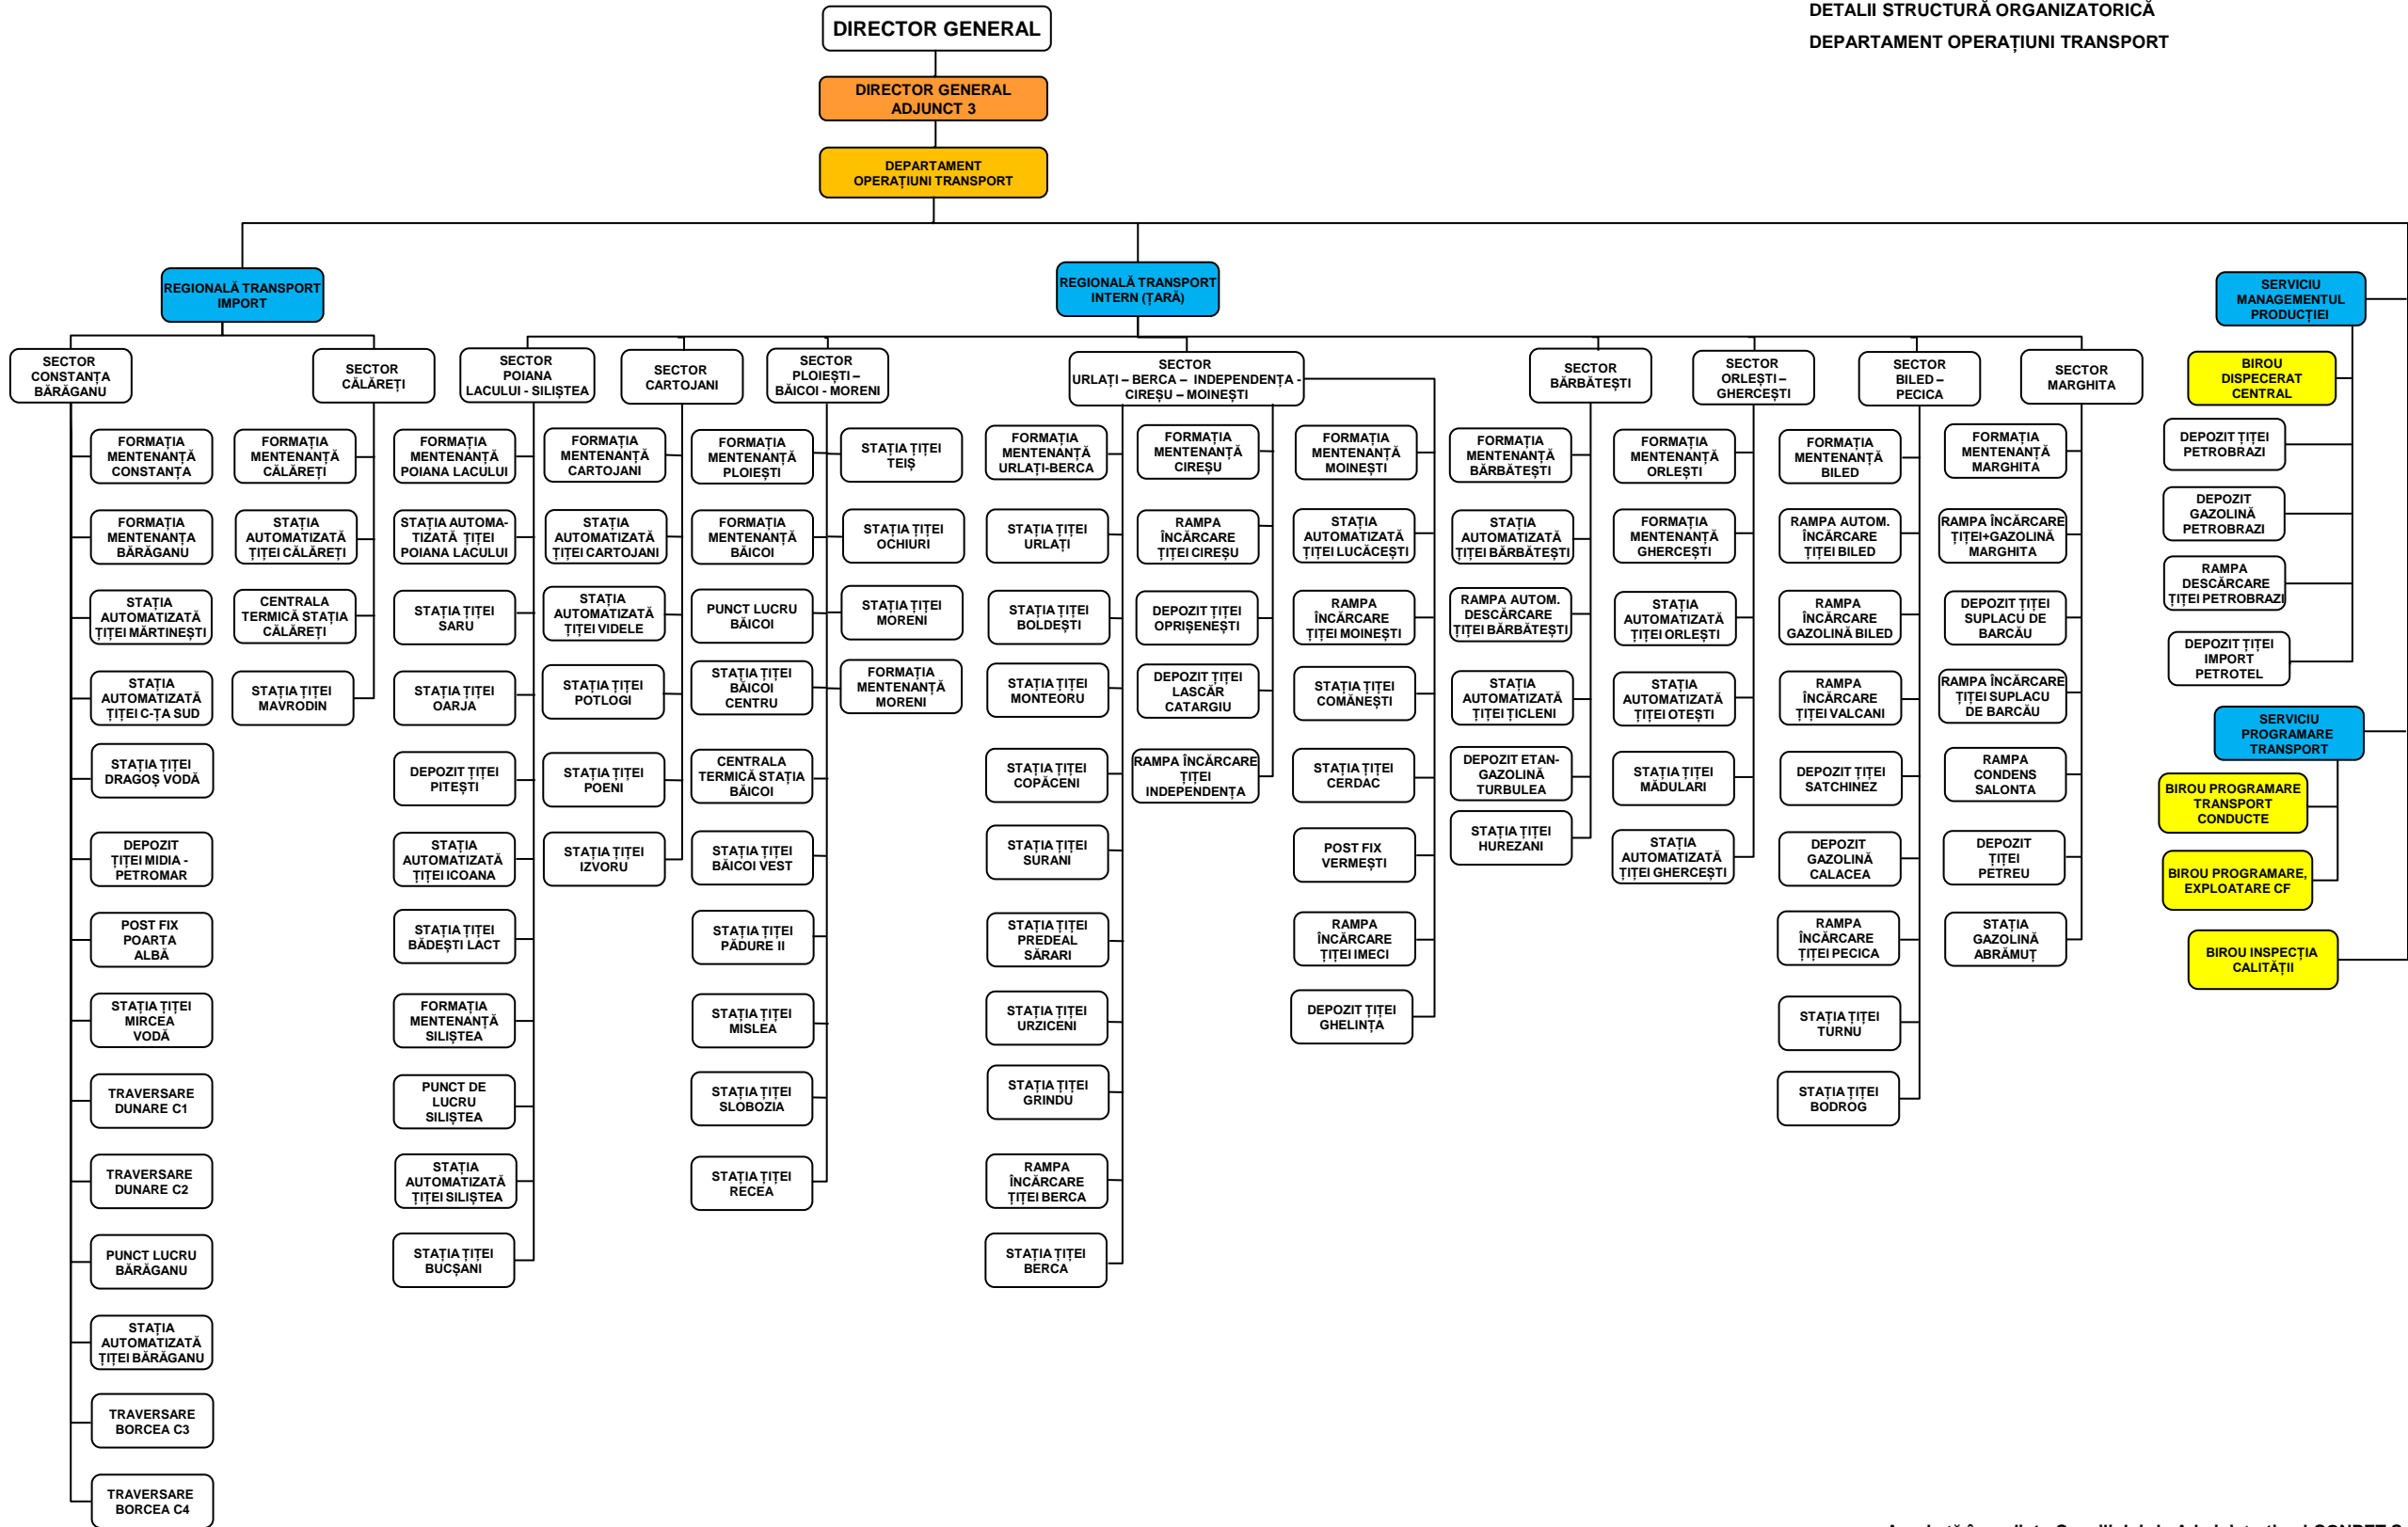 DETALII STRUCTURĂ ORGANIZATORICĂ
DEPARTAMENT OPERAȚIUNI TRANSPORT
DIRECTOR GENERAL
DIRECTOR GENERAL
ADJUNCT 3
DEPARTAMENT
OPERAȚIUNI TRANSPORT
REGIONALĂ TRANSPORT
IMPORT
REGIONALĂ TRANSPORT
INTERN (ȚARĂ)
SERVICIU
MANAGEMENTUL
PRODUCȚIEI
SECTOR
CONSTANȚA
BĂRĂGANU
SECTOR
CĂLĂREȚI
SECTOR
POIANA
LACULUI - SILIȘTEA
SECTOR
CARTOJANI
SECTOR
PLOIEȘTI –
BĂICOI - MORENI
SECTOR
URLAȚI – BERCA – INDEPENDENȚA -
CIREȘU – MOINEȘTI
SECTOR
BĂRBĂTEȘTI
SECTOR
ORLEȘTI –
GHERCEȘTI
SECTOR
BILED –
PECICA
SECTOR
MARGHITA
FORMAȚIA
MENTENANȚĂ
CONSTANȚA
FORMAȚIA
MENTENANȚA
BĂRĂGANU
STAȚIA
AUTOMATIZATĂ
ȚIȚEI MĂRTINEȘTI
STAȚIA
AUTOMATIZATĂ
ȚIȚEI C-ȚA SUD
STAȚIA ȚIȚEI
DRAGOȘ VODĂ
DEPOZIT
ȚIȚEI MIDIA -
PETROMAR
POST FIX
POARTA
ALBĂ
STAȚIA ȚIȚEI
MIRCEA
VODĂ
TRAVERSARE
DUNARE C1
TRAVERSARE
DUNARE C2
PUNCT LUCRU
BĂRĂGANU
STAȚIA
AUTOMATIZATĂ
ȚIȚEI BĂRĂGANU
TRAVERSARE
BORCEA C3
TRAVERSARE
BORCEA C4
FORMAȚIA
MENTENANȚĂ
CĂLĂREȚI
STAȚIA
AUTOMATIZATĂ
ȚIȚEI CĂLĂREȚI
CENTRALA
TERMICĂ STAȚIA
CĂLĂREȚI
STAȚIA ȚIȚEI
MAVRODIN
FORMAȚIA
MENTENANȚĂ
POIANA LACULUI
STAȚIA AUTOMA-
TIZATĂ ȚIȚEI
POIANA LACULUI
STAȚIA ȚIȚEI
SARU
STAȚIA ȚIȚEI
OARJA
DEPOZIT ȚIȚEI
PITEȘTI
STAȚIA
AUTOMATIZATĂ
ȚIȚEI ICOANA
STAȚIA ȚIȚEI
BĂDEȘTI LACT
FORMAȚIA
MENTENANȚĂ
SILIȘTEA
PUNCT DE
LUCRU
SILIȘTEA
STAȚIA
AUTOMATIZATĂ
ȚIȚEI SILIȘTEA
STAȚIA ȚIȚEI
BUCȘANI
FORMAȚIA
MENTENANȚĂ
CARTOJANI
STAȚIA
AUTOMATIZATĂ
ȚIȚEI CARTOJANI
STAȚIA
AUTOMATIZATĂ
ȚIȚEI VIDELE
STAȚIA ȚIȚEI
POTLOGI
STAȚIA ȚIȚEI
POENI
STAȚIA ȚIȚEI
IZVORU
FORMAȚIA
MENTENANȚĂ
PLOIEȘTI
FORMAȚIA
MENTENANȚĂ
BĂICOI
PUNCT LUCRU
BĂICOI
STAȚIA ȚIȚEI
BĂICOI
CENTRU
CENTRALA
TERMICĂ STAȚIA
BĂICOI
STAȚIA ȚIȚEI
BĂICOI VEST
STAȚIA ȚIȚEI
PĂDURE II
STAȚIA ȚIȚEI
MISLEA
STAȚIA ȚIȚEI
SLOBOZIA
STAȚIA ȚIȚEI
RECEA
STAȚIA ȚIȚEI
TEIȘ
STAȚIA ȚIȚEI
OCHIURI
STAȚIA ȚIȚEI
MORENI
FORMAȚIA
MENTENANȚĂ
MORENI
FORMAȚIA
MENTENANȚĂ
URLAȚI-BERCA
STAȚIA ȚIȚEI
URLAȚI
STAȚIA ȚIȚEI
BOLDEȘTI
STAȚIA ȚIȚEI
MONTEORU
STAȚIA ȚIȚEI
COPĂCENI
STAȚIA ȚIȚEI
SURANI
STAȚIA ȚIȚEI
PREDEAL
SĂRARI
STAȚIA ȚIȚEI
URZICENI
STAȚIA ȚIȚEI
GRINDU
RAMPA
ÎNCĂRCARE
ȚIȚEI BERCA
STAȚIA ȚIȚEI
BERCA
FORMAȚIA
MENTENANȚĂ
CIREȘU
RAMPA
ÎNCĂRCARE
ȚIȚEI CIREȘU
DEPOZIT ȚIȚEI
OPRIȘENEȘTI
DEPOZIT ȚIȚEI
LASCĂR
CATARGIU
RAMPA ÎNCĂRCARE
ȚIȚEI
INDEPENDENȚA
FORMAȚIA
MENTENANȚĂ
MOINEȘTI
STAȚIA
AUTOMATIZATĂ
ȚIȚEI LUCĂCEȘTI
RAMPA
ÎNCĂRCARE
ȚIȚEI MOINEȘTI
STAȚIA ȚIȚEI
COMĂNEȘTI
STAȚIA ȚIȚEI
CERDAC
POST FIX
VERMEȘTI
RAMPA
ÎNCĂRCARE
ȚIȚEI IMECI
DEPOZIT ȚIȚEI
GHELINȚA
FORMAȚIA
MENTENANȚĂ
BĂRBĂTEȘTI
STAȚIA
AUTOMATIZATĂ
ȚIȚEI BĂRBĂTEȘTI
RAMPA AUTOM.
DESCĂRCARE
ȚIȚEI BĂRBĂTEȘTI
STAȚIA
AUTOMATIZATĂ
ȚIȚEI ȚICLENI
DEPOZIT ETAN-
GAZOLINĂ
TURBULEA
STAȚIA ȚIȚEI
HUREZANI
FORMAȚIA
MENTENANȚĂ
ORLEȘTI
FORMAȚIA
MENTENANȚĂ
GHERCEȘTI
STAȚIA
AUTOMATIZATĂ
ȚIȚEI ORLEȘTI
STAȚIA
AUTOMATIZATĂ
ȚIȚEI OTEȘTI
STAȚIA ȚIȚEI
MĂDULARI
STAȚIA
AUTOMATIZATĂ
ȚIȚEI GHERCEȘTI
FORMAȚIA
MENTENANȚĂ
BILED
RAMPA AUTOM.
ÎNCĂRCARE
ȚIȚEI BILED
RAMPA
ÎNCĂRCARE
GAZOLINĂ BILED
RAMPA
ÎNCĂRCARE
ȚIȚEI VALCANI
DEPOZIT ȚIȚEI
SATCHINEZ
DEPOZIT
GAZOLINĂ
CALACEA
RAMPA
ÎNCĂRCARE
ȚIȚEI PECICA
STAȚIA ȚIȚEI
TURNU
STAȚIA ȚIȚEI
BODROG
FORMAȚIA
MENTENANȚĂ
MARGHITA
RAMPA ÎNCĂRCARE
ȚIȚEI+GAZOLINĂ
MARGHITA
DEPOZIT ȚIȚEI
SUPLACU DE
BARCĂU
RAMPA ÎNCĂRCARE
ȚIȚEI SUPLACU
DE BARCĂU
RAMPA
CONDENS
SALONTA
DEPOZIT
ȚIȚEI
PETREU
STAȚIA
GAZOLINĂ
ABRĂMUȚ
BIROU
DISPECERAT
CENTRAL
DEPOZIT ȚIȚEI
PETROBRAZI
DEPOZIT
GAZOLINĂ
PETROBRAZI
RAMPA
DESCĂRCARE
ȚIȚEI PETROBRAZI
DEPOZIT ȚIȚEI
IMPORT
PETROTEL
SERVICIU
PROGRAMARE
TRANSPORT
BIROU PROGRAMARE
TRANSPORT
CONDUCTE
BIROU PROGRAMARE,
EXPLOATARE CF
BIROU INSPECȚIA
CALITĂȚII